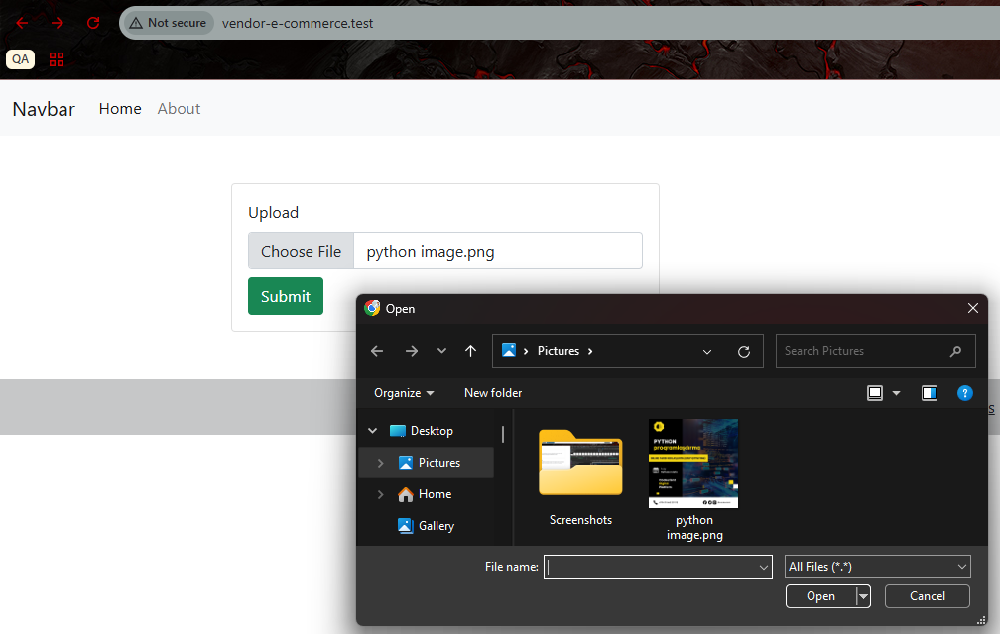 Not secure
vendor-e-commerce.test
QA
Navbar
Home
About
Upload
Choose File
python image.png
Submit
Open
Pictures
Search Pictures
Organize
New folder
Desktop
Pictures
Home
Gallery
Screenshots
PYTHON
proqramlaşdırma
python
image.png
File name:
All Files (*.*)
Open
Cancel